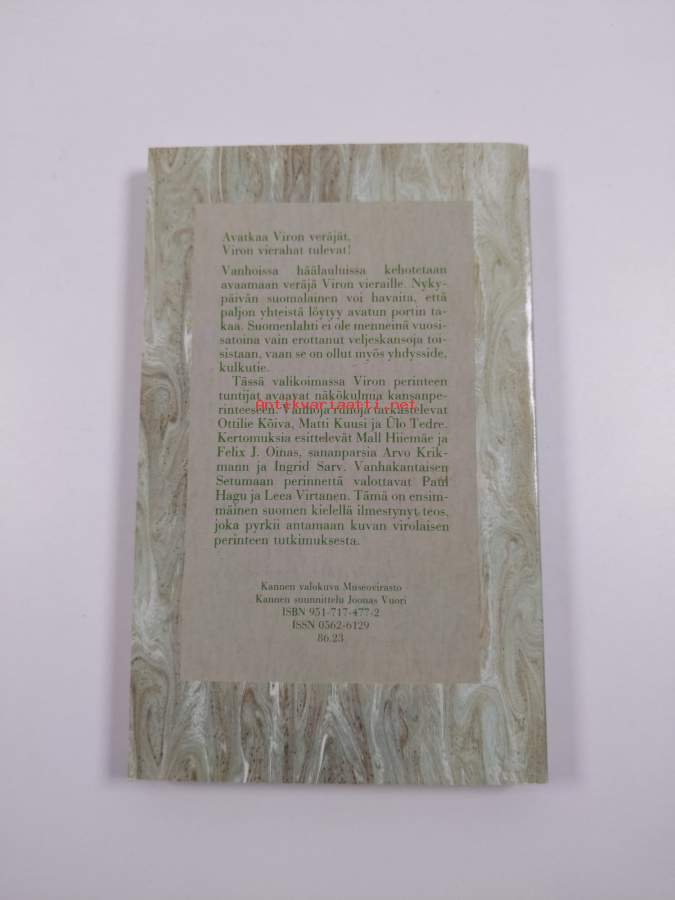 Avatkaa Viron veräjät,
Viron vierahat tulevat!
Vanhoissa häälauluissa kehotetaan
avaamaan veräjä Viron vieraille. Nyky-
päivän suomalainen voi havaita, että
paljon yhteistä löytyy avatun portin ta-
kaa. Suomenlahti ei ole menneinä vuosi-
satoina vain erottanut veljeskansoja toi-
sistaan, vaan se on ollut myös yhdysside,
kulkutie.
Tässä valikoimassa Viron perinteen
tuntijat avaavat näkökulmia kansanpe-
rinteeseen. Vanhoja runoja tarkastelevat
Antikvariaatti.net
Ottilie Kõiva, Matti Kuusi ja Ülo Tedre.
Kertomuksia esittelevät Mall Hiiemäe ja
Felix J. Oinas, sananparsia Arvo Krik-
mann ja Ingrid Sarv. Vanhakantaisen
Setumaan perinnettä valottavat Paul
Hagu ja Leea Virtanen. Tämä on ensim-
mäinen suomen kielellä ilmestynyt teos,
joka pyrkii antamaan kuvan virolaisen
perinteen tutkimuksesta.
Kannen valokuva Museovirasto
Kannen suunnittelu Joonas Vuori
ISBN 951-717-477-2
ISSN 0562-6129
86.23